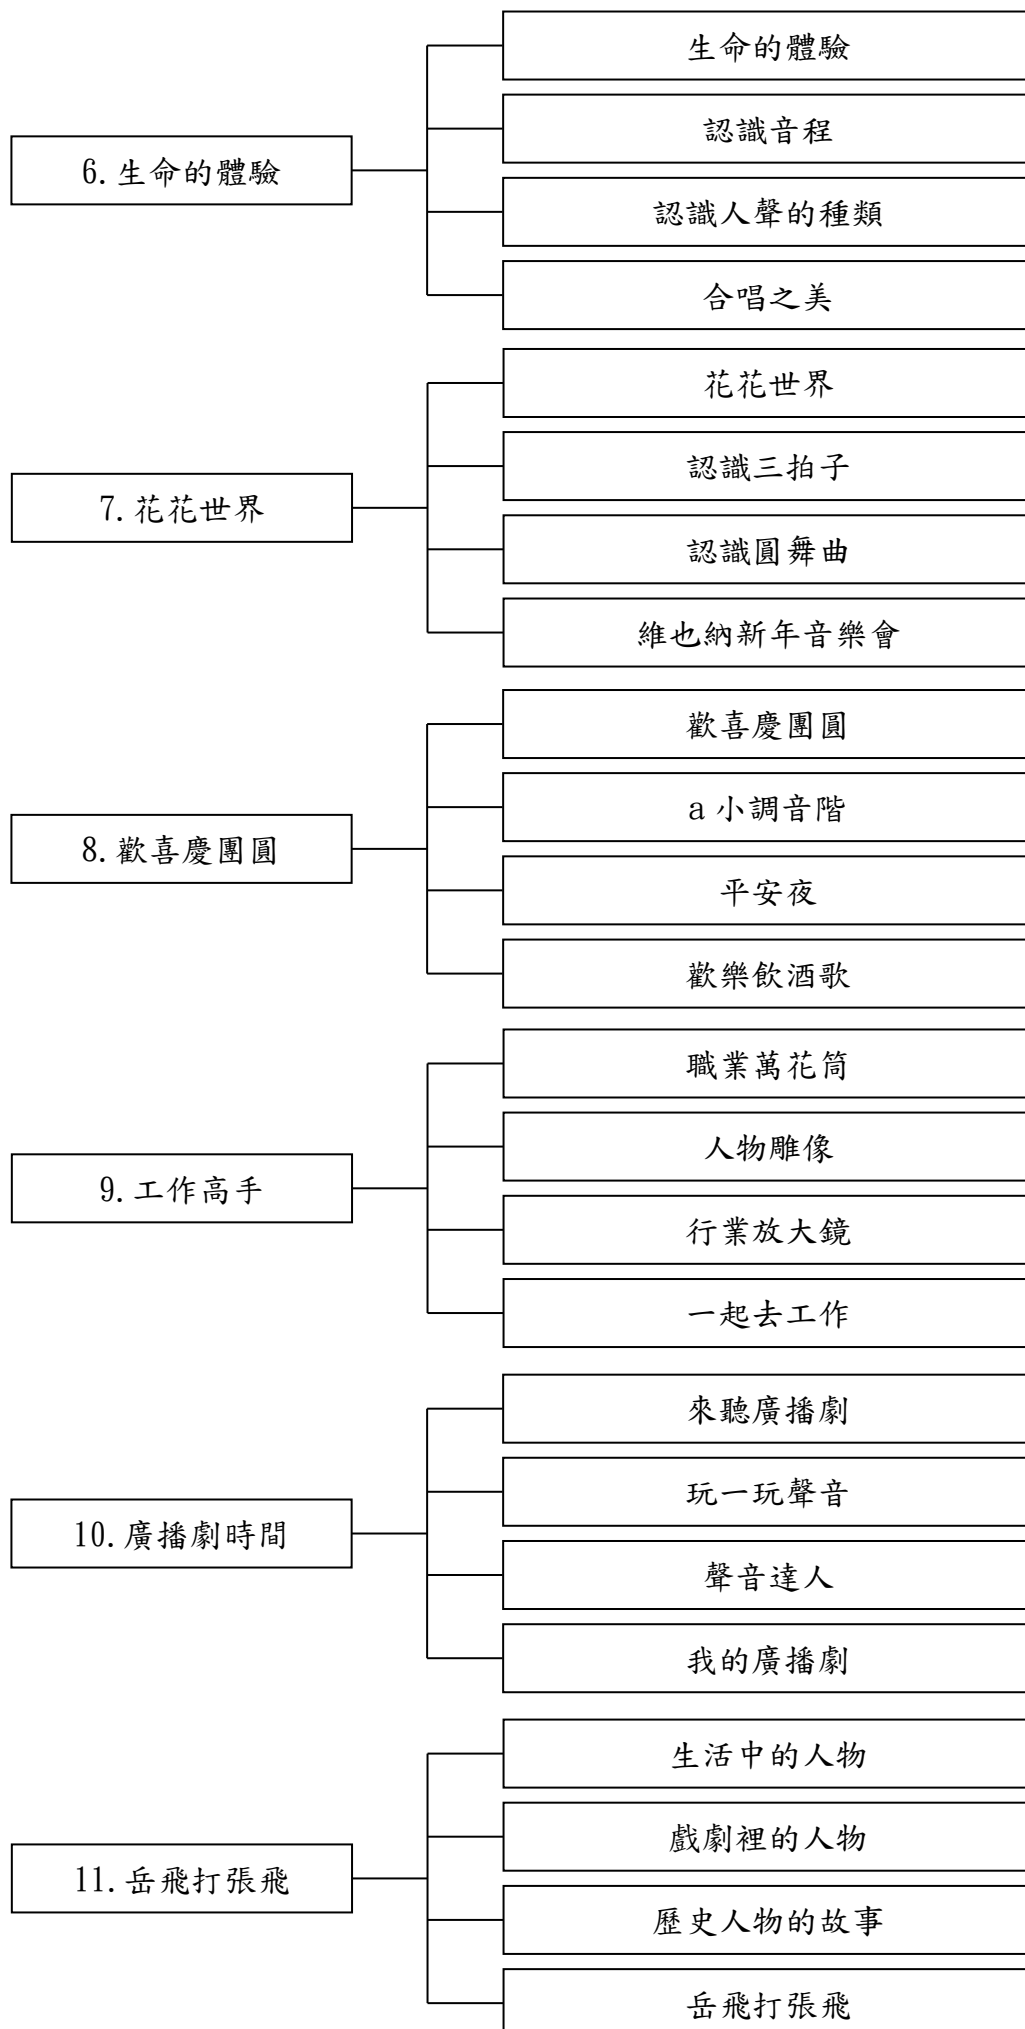 6.生命的體驗
生命的體驗
認識音程
認識人聲的種類
合唱之美
7.花花世界
花花世界
認識三拍子
認識圓舞曲
維也納新年音樂會
8.歡喜慶團圓
歡喜慶團圓
a 小調音階
平安夜
歡樂飲酒歌
9.工作高手
職業萬花筒
人物雕像
行業放大鏡
一起去工作
10.廣播劇時間
來聽廣播劇
玩一玩聲音
聲音達人
我的廣播劇
11.岳飛打張飛
生活中的人物
戲劇裡的人物
歷史人物的故事
岳飛打張飛